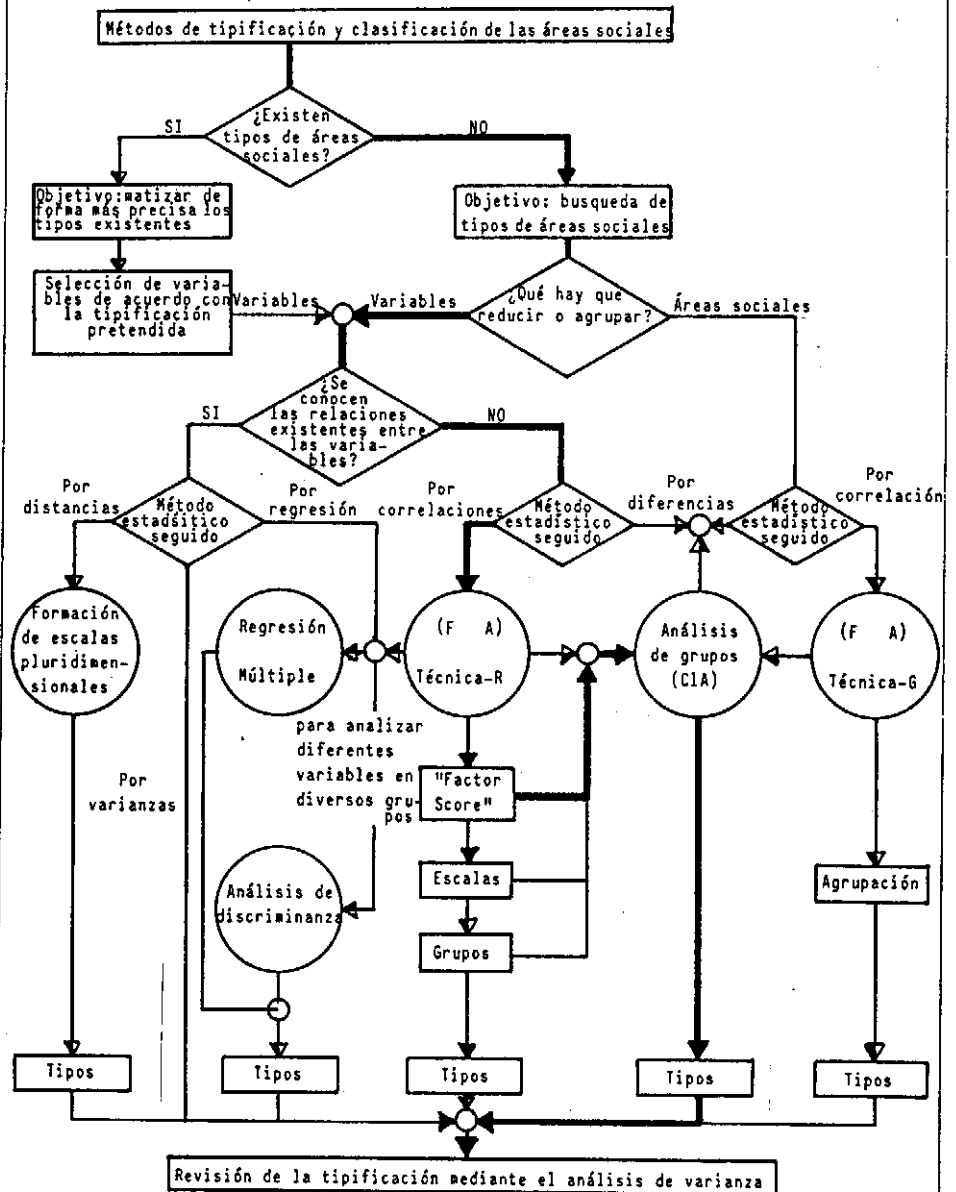 Métodos de tipificación y clasificación de las áreas sociales
¿Existen
tipos de áreas
sociales?
SI
NO
Objetivo:matizar de
forma más precisa los
tipos existentes
Objetivo: busqueda de
tipos de áreas sociales
Selección de varia-
bles de acuerdo con
la tipificación
pretendida
Variables
Variables
¿Qué hay que
reducir o agrupar?
Áreas sociales
¿Se
conocen
las relaciones
existentes entre
las varia-
bles?
SI
NO
Por
distancias
Método
estadśitico
seguido
Por
regresión
Por
correlaciones
Método
estadístico
seguido
Por
diferencias
Método
estadístico
seguido
Por
correlación
Formación
de escalas
pluridimen-
sionales
Regresión
Múltiple
(F A)
Técnica-R
Análisis
de grupos
(ClA)
(F A)
Técnica-G
para analizar
diferentes
variables en
diversos gru-
pos
Por
varianzas
"Factor
Score"
Escalas
Grupos
Análisis de
discriminanza
Agrupación
Tipos
Tipos
Tipos
Tipos
Tipos
Revisión de la tipificación mediante el análisis de varianza